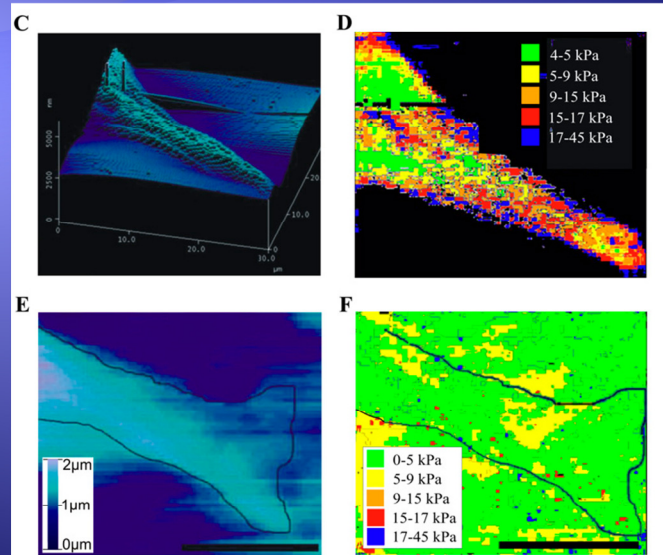 C
nm
5000
2500
0
0
10.0
20.0
30.0
μm
0
10.0
20
D
4-5 kPa
5-9 kPa
9-15 kPa
15-17 kPa
17-45 kPa
E
2μm
1μm
0μm
F
0-5 kPa
5-9 kPa
9-15 kPa
15-17 kPa
17-45 kPa